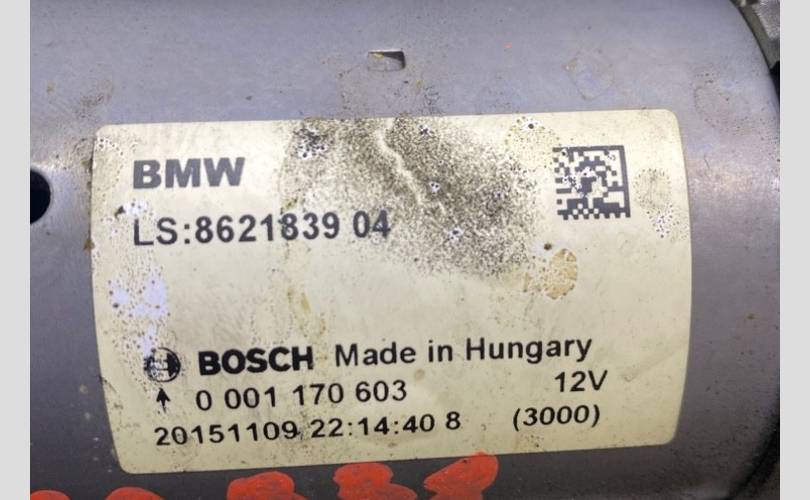 BMW
LS:8621839 04
BOSCH Made in Hungary
0 001 170 603 12V
20151109 22:14:40 8 (3000)